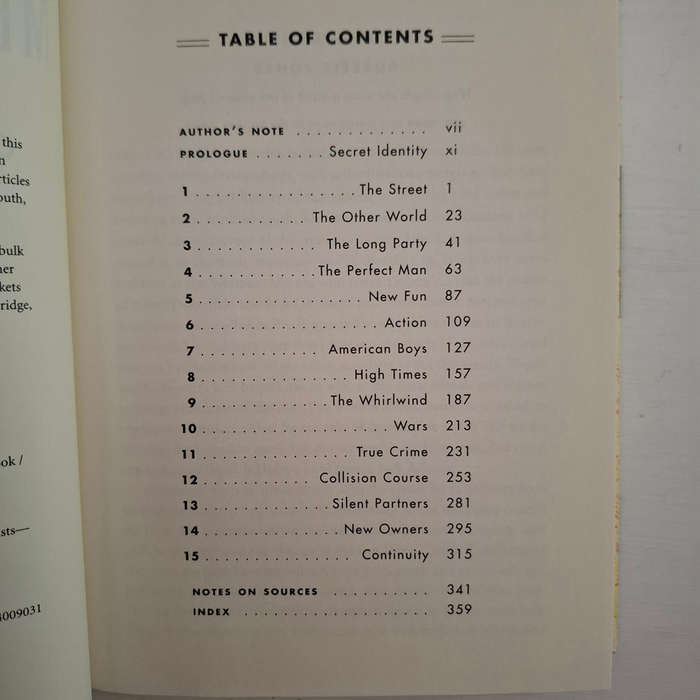 this
n
rticles
outh,
bulk
ner
kets
ridge,
ook /
sts—
4009031
TABLE OF CONTENTS
AUTHOR'S NOTE . . . . . . . . . . . . . vii
PROLOGUE . . . . . . . Secret Identity xi
1 . . . . . . . . . . . . . . . . The Street 1
2 . . . . . . . . . . . The Other World 23
3 . . . . . . . . . . . . The Long Party 41
4 . . . . . . . . . . . . The Perfect Man 63
5 . . . . . . . . . . . . . . . . . New Fun 87
6 . . . . . . . . . . . . . . . . . . Action 109
7 . . . . . . . . . . . . American Boys 127
8 . . . . . . . . . . . . . . . High Times 157
9 . . . . . . . . . . . . . The Whirlwind 187
10 . . . . . . . . . . . . . . . . . . . Wars 213
11 . . . . . . . . . . . . . . . True Crime 231
12 . . . . . . . . . . . Collision Course 253
13 . . . . . . . . . . . . . Silent Partners 281
14 . . . . . . . . . . . . . . New Owners 295
15 . . . . . . . . . . . . . . . Continuity 315
NOTES ON SOURCES . . . . . . . . . . 341
INDEX . . . . . . . . . . . . . . . . . . . 359